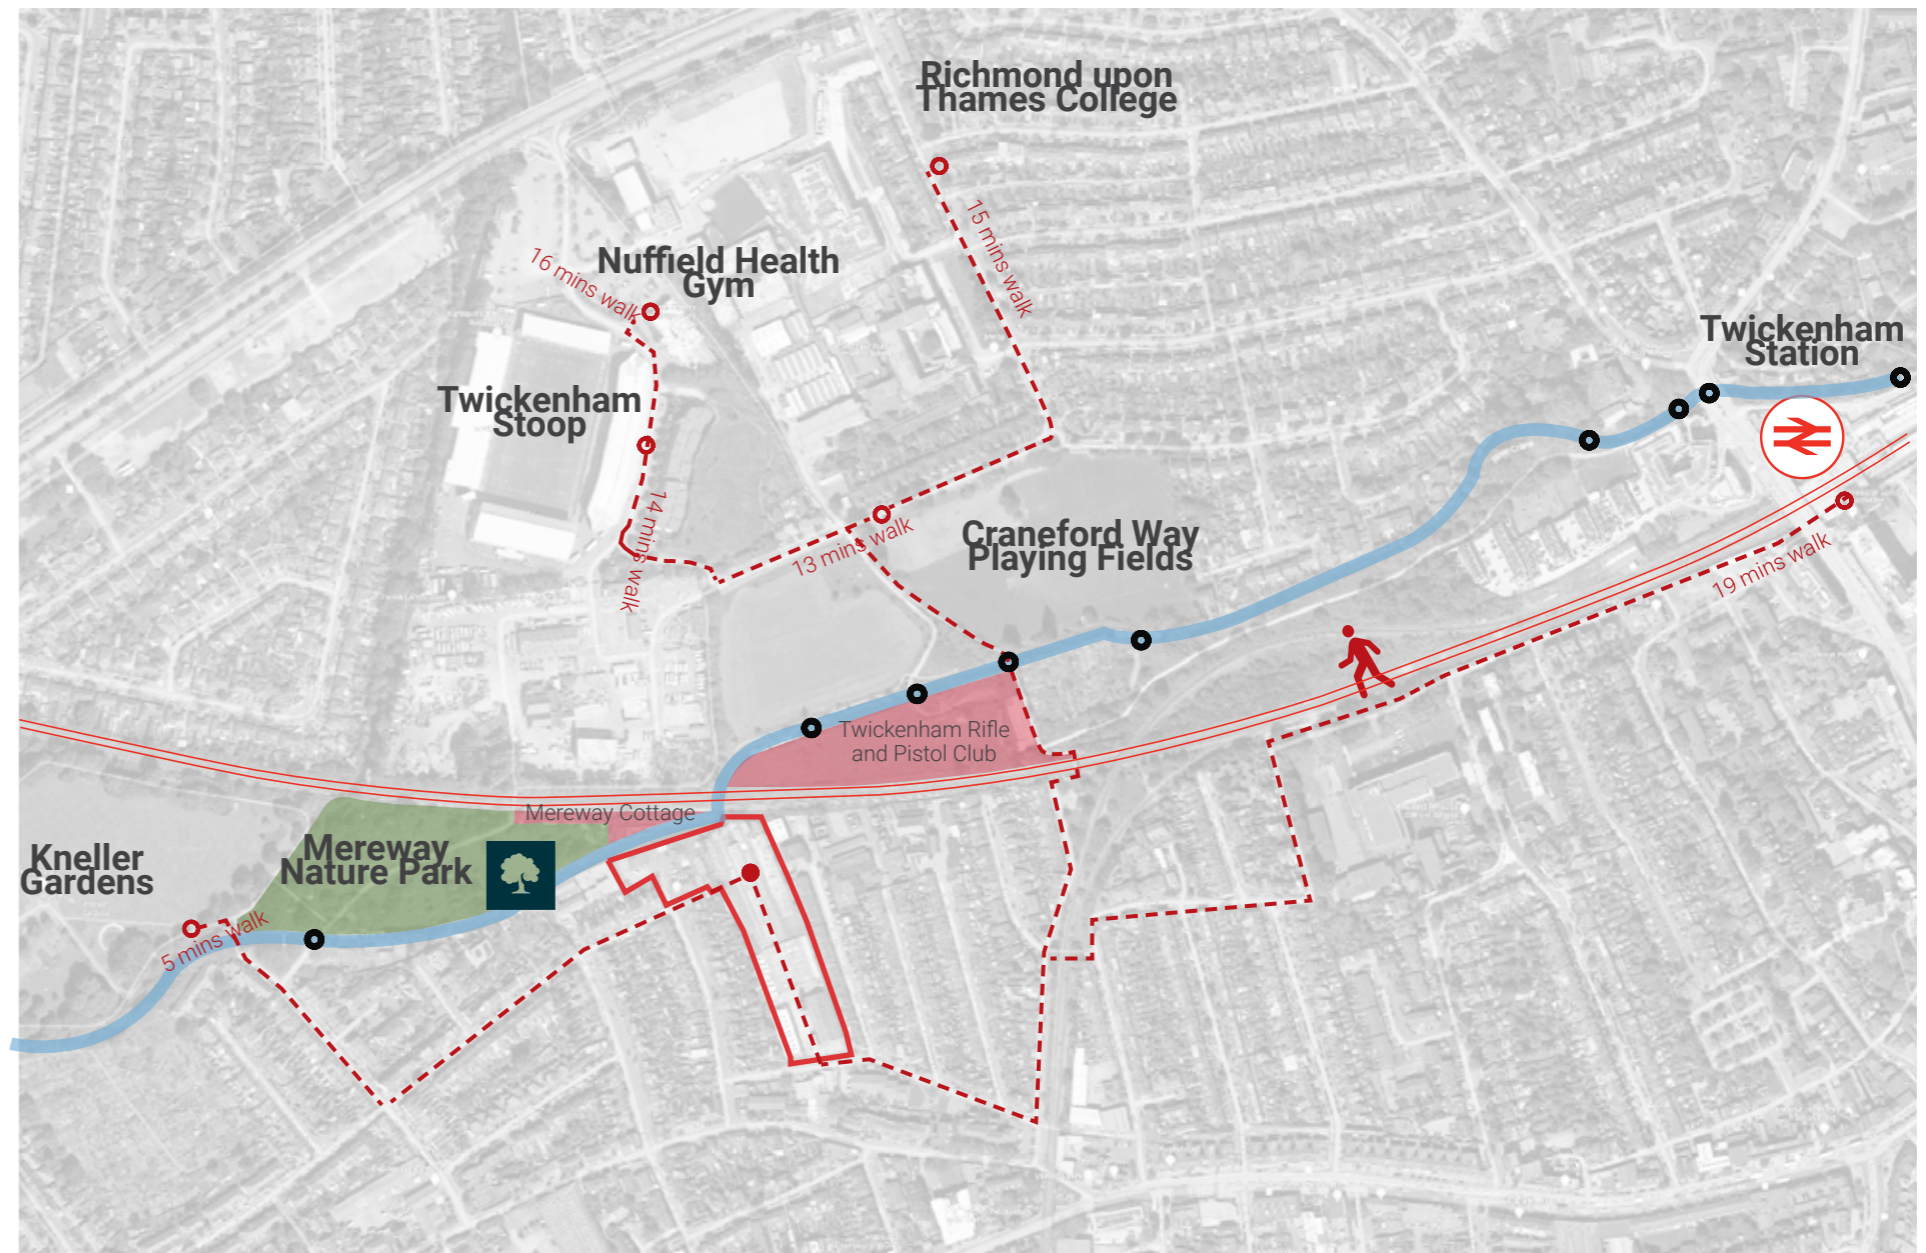 Richmond upon
Thames College
15 mins walk
Nuffield Health
Gym
16 mins walk
Twickenham
Stoop
14 mins walk
13 mins walk
Craneford Way
Playing Fields
Twickenham
Station
19 mins walk
Twickenham Rifle
and Pistol Club
Mereway Cottage
Mereway
Nature Park
Kneller
Gardens
5 mins walk